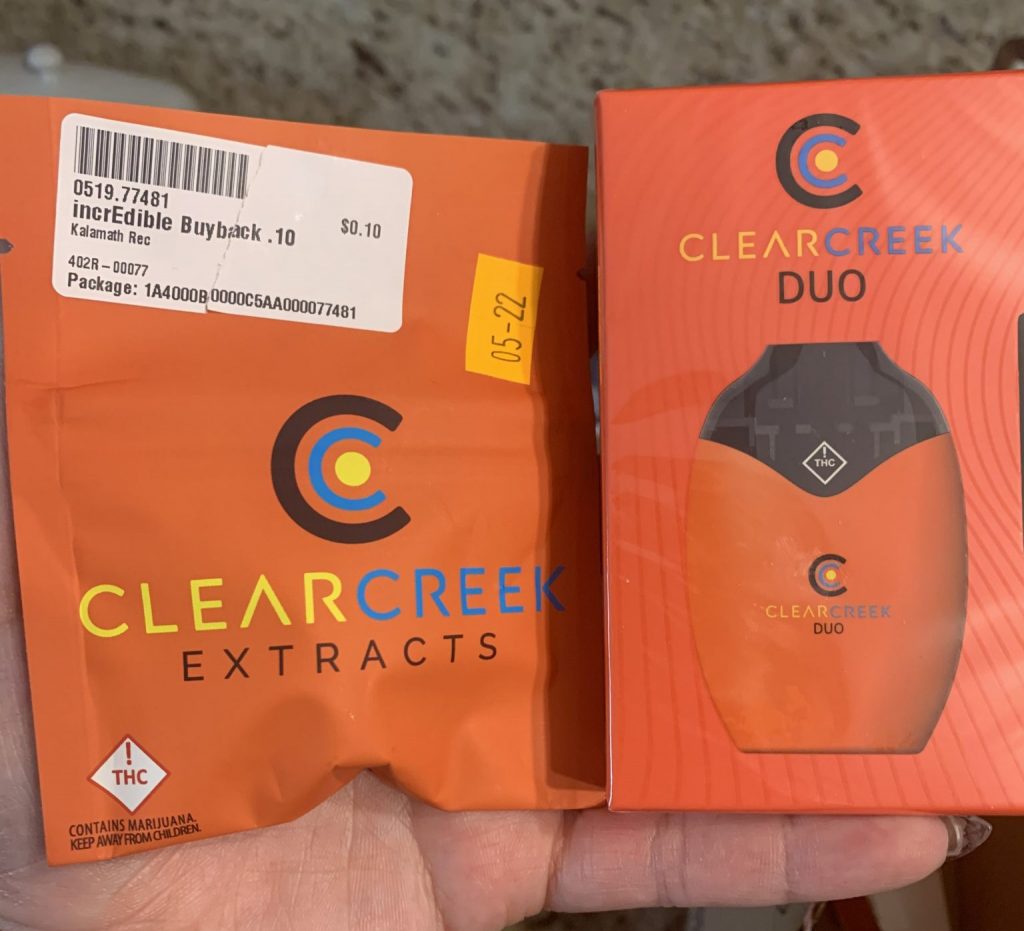 0519.77481
incrEdible Buyback .10
$0.10
Kalamath Rec
402R-00077
Package: 1A4000B0000C5AA000077481
05-22
CLEARCREEK
EXTRACTS
!
THC
CONTAINS MARIJUANA.
KEEP AWAY FROM CHILDREN.
CLEARCREEK
DUO
!
THC
CLEARCREEK
DUO